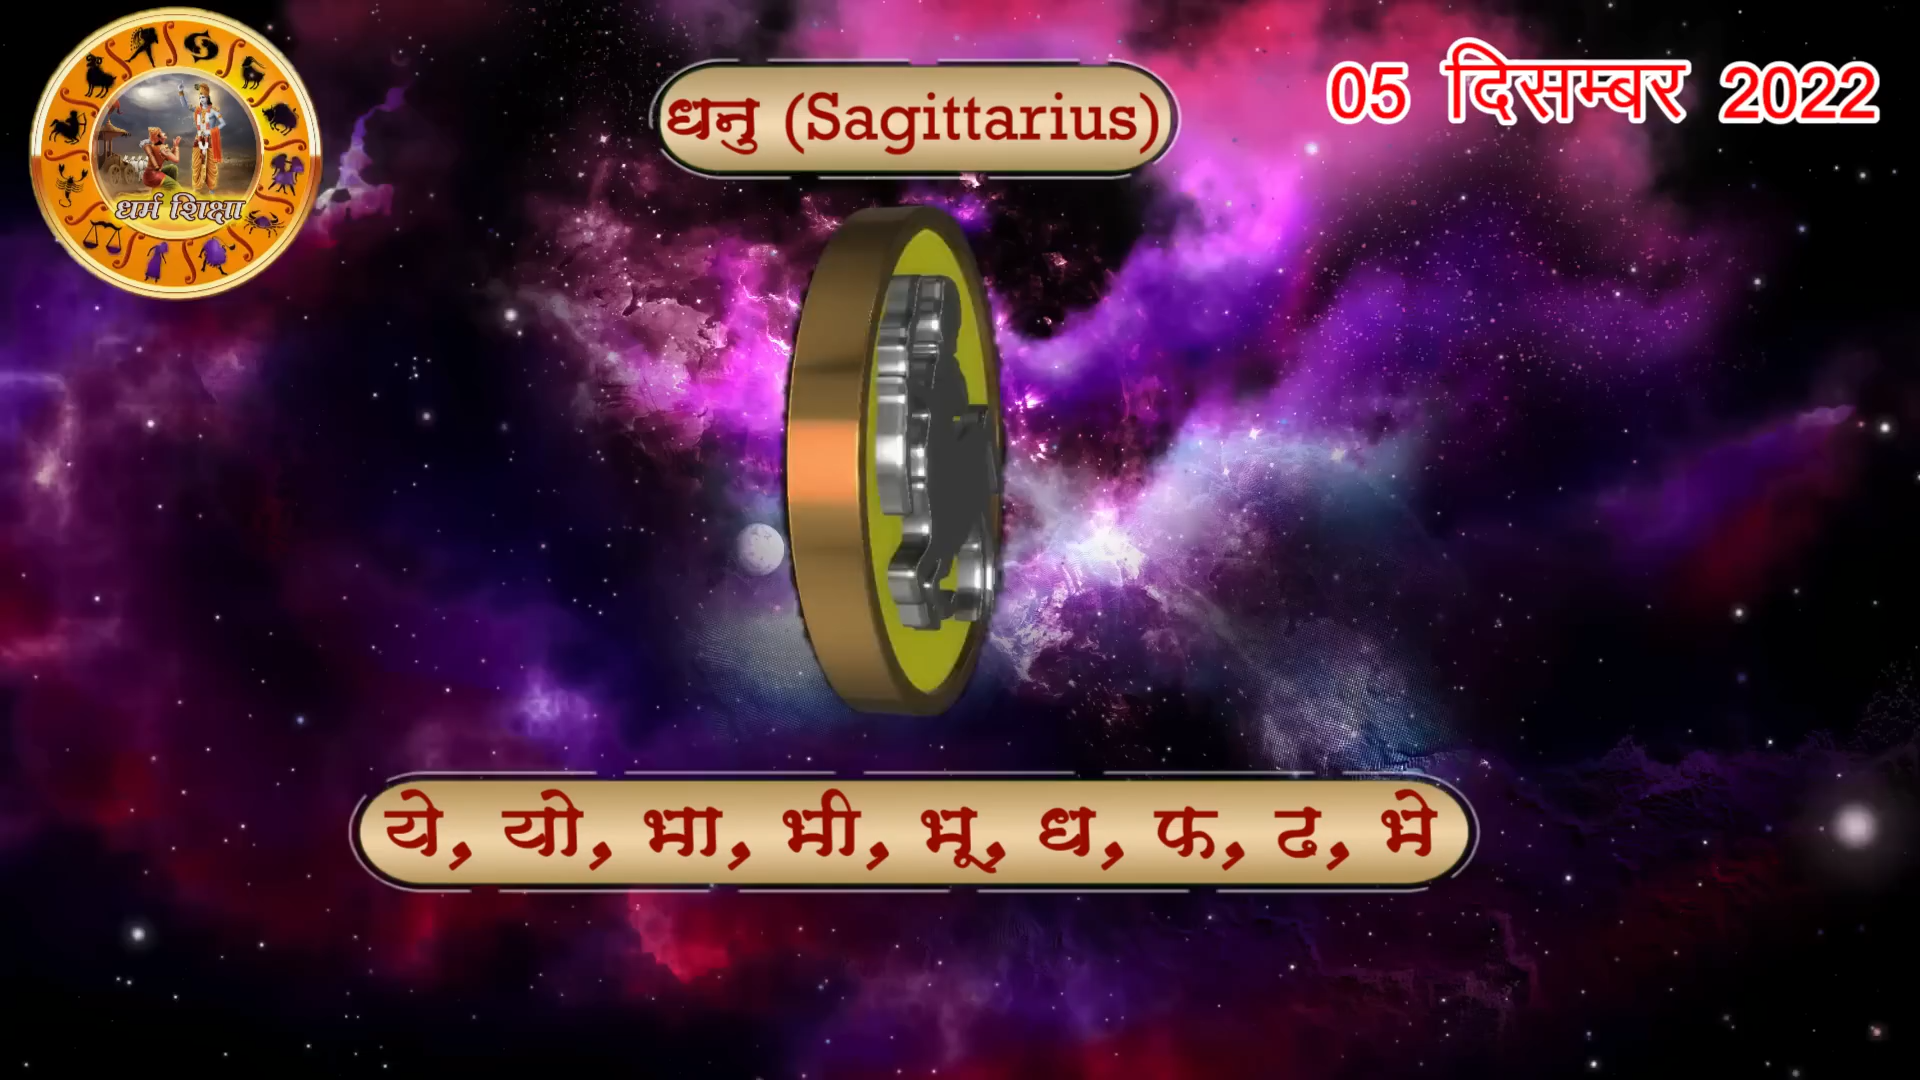 धर्म शिक्षा
धनु (Sagittarius)
05 दिसम्बर 2022
ये, यो, भा, भी, भू, ध, फ, ढ, भे